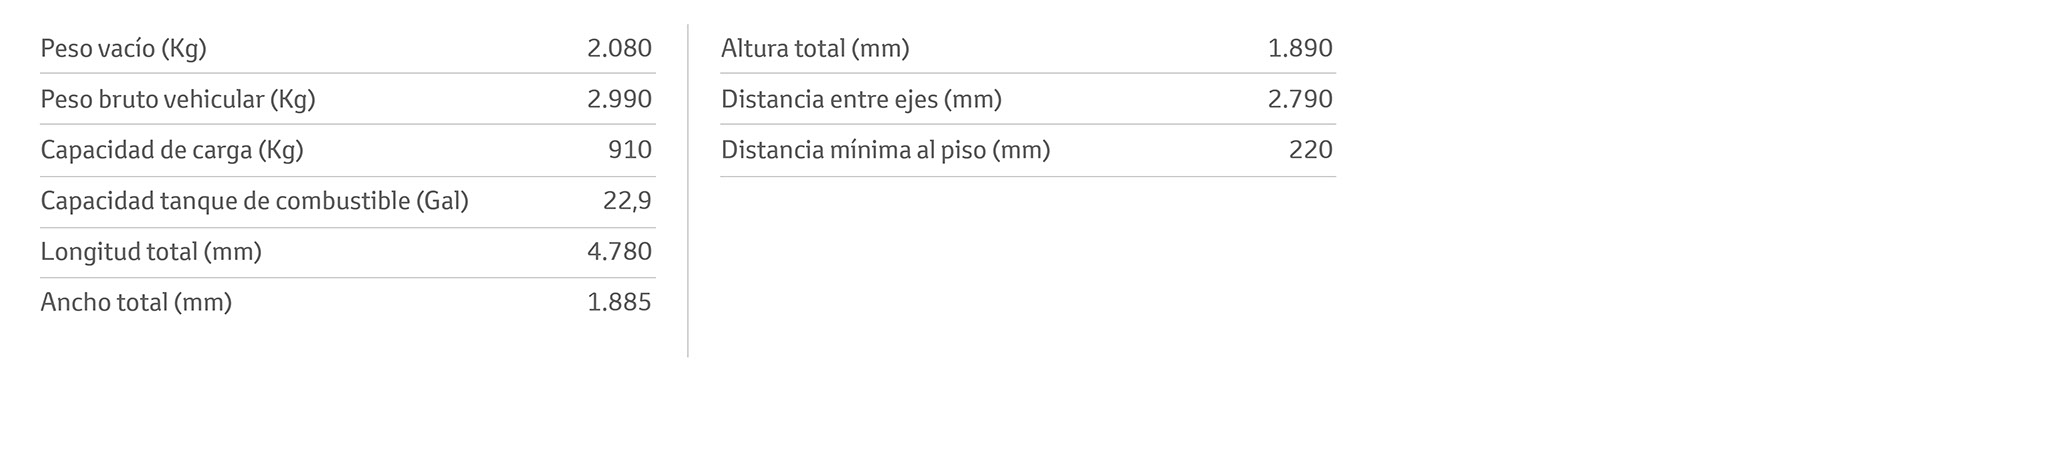 Peso vacío (Kg) 2.080
Peso bruto vehicular (Kg) 2.990
Capacidad de carga (Kg) 910
Capacidad tanque de combustible (Gal) 22,9
Longitud total (mm) 4.780
Ancho total (mm) 1.885
Altura total (mm) 1.890
Distancia entre ejes (mm) 2.790
Distancia mínima al piso (mm) 220